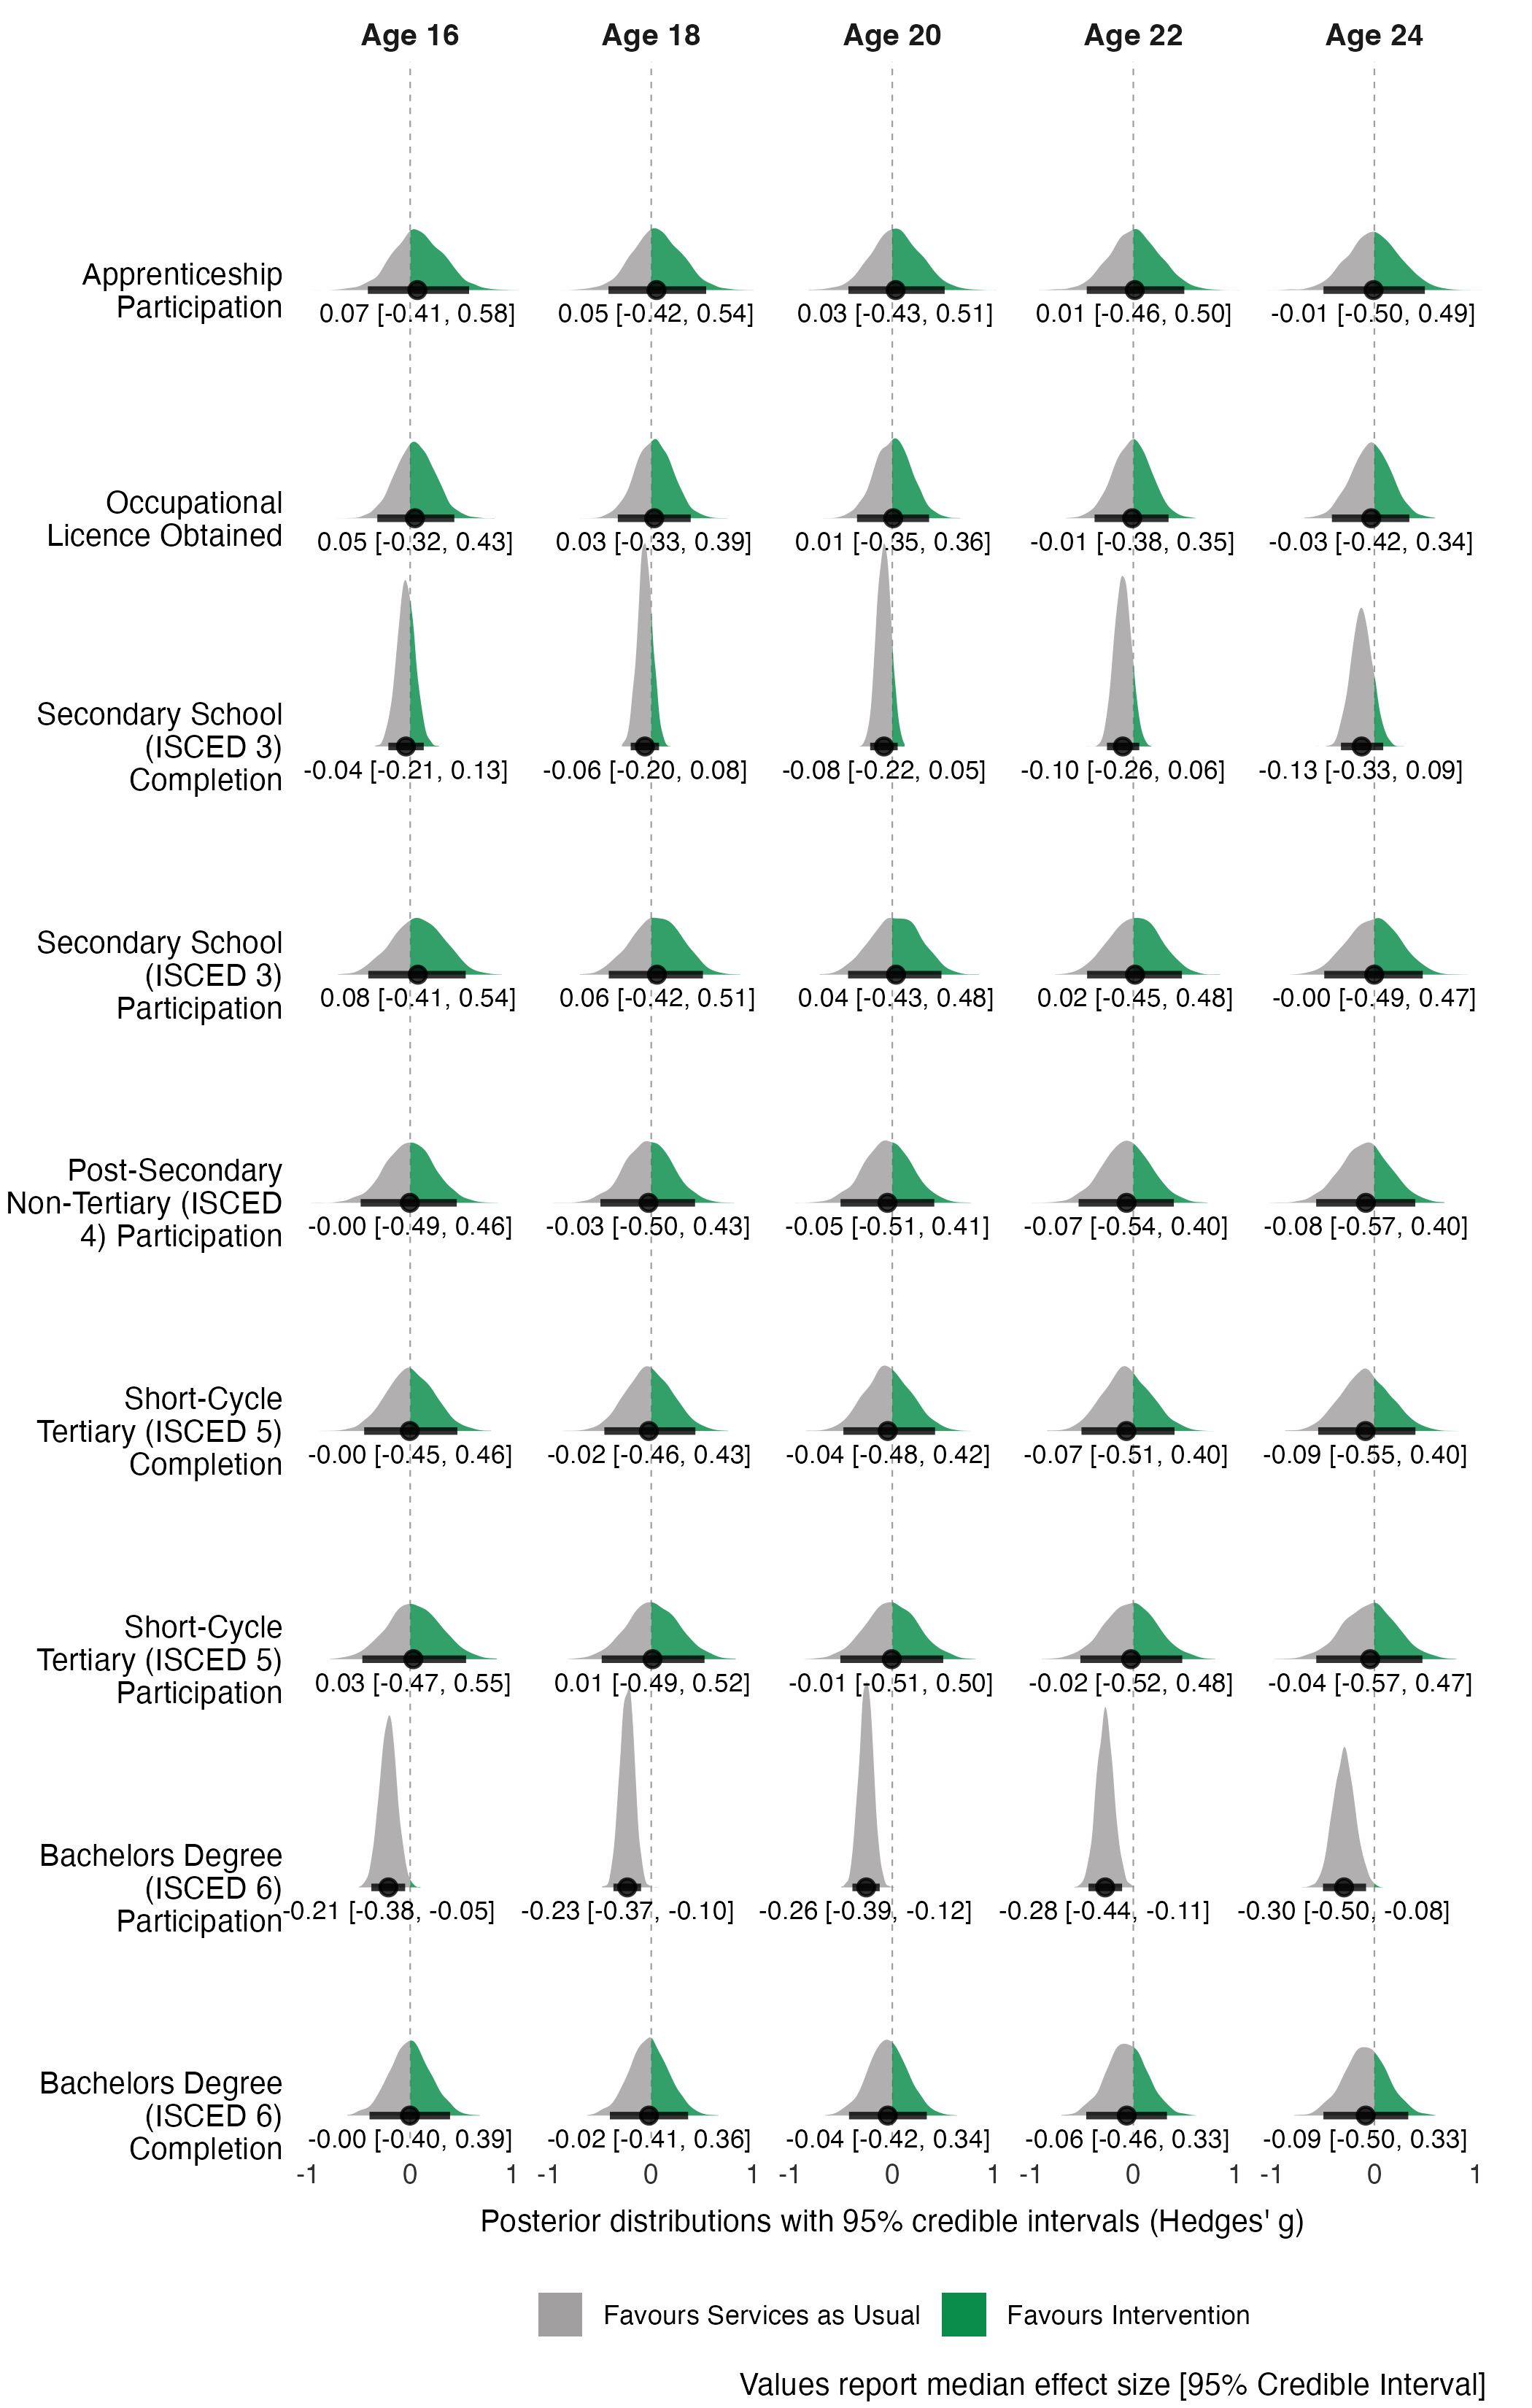 Age 16 Age 18 Age 20 Age 22 Age 24
Apprenticeship
Participation
0.07 [-0.41, 0.58] 0.05 [-0.42, 0.54] 0.03 [-0.43, 0.51] 0.01 [-0.46, 0.50] -0.01 [-0.50, 0.49]
Occupational
Licence Obtained
0.05 [-0.32, 0.43] 0.03 [-0.33, 0.39] 0.01 [-0.35, 0.36] -0.01 [-0.38, 0.35] -0.03 [-0.42, 0.34]
Secondary School
(ISCED 3)
Completion
-0.04 [-0.21, 0.13] -0.06 [-0.20, 0.08] -0.08 [-0.22, 0.05] -0.10 [-0.26, 0.06] -0.13 [-0.33, 0.09]
Secondary School
(ISCED 3)
Participation
0.08 [-0.41, 0.54] 0.06 [-0.42, 0.51] 0.04 [-0.43, 0.48] 0.02 [-0.45, 0.48] -0.00 [-0.49, 0.47]
Post-Secondary
Non-Tertiary (ISCED
4) Participation
-0.00 [-0.49, 0.46] -0.03 [-0.50, 0.43] -0.05 [-0.51, 0.41] -0.07 [-0.54, 0.40] -0.08 [-0.57, 0.40]
Short-Cycle
Tertiary (ISCED 5)
Completion
-0.00 [-0.45, 0.46] -0.02 [-0.46, 0.43] -0.04 [-0.48, 0.42] -0.07 [-0.51, 0.40] -0.09 [-0.55, 0.40]
Short-Cycle
Tertiary (ISCED 5)
Participation
0.03 [-0.47, 0.55] 0.01 [-0.49, 0.52] -0.01 [-0.51, 0.50] -0.02 [-0.52, 0.48] -0.04 [-0.57, 0.47]
Bachelors Degree
(ISCED 6)
Participation
-0.21 [-0.38, -0.05] -0.23 [-0.37, -0.10] -0.26 [-0.39, -0.12] -0.28 [-0.44, -0.11] -0.30 [-0.50, -0.08]
Bachelors Degree
(ISCED 6)
Completion
-0.00 [-0.40, 0.39] -0.02 [-0.41, 0.36] -0.04 [-0.42, 0.34] -0.06 [-0.46, 0.33] -0.09 [-0.50, 0.33]
-1 0 1 -1 0 1 -1 0 1 -1 0 1 -1 0 1
Posterior distributions with 95% credible intervals (Hedges' g)
Favours Services as Usual Favours Intervention
Values report median effect size [95% Credible Interval]